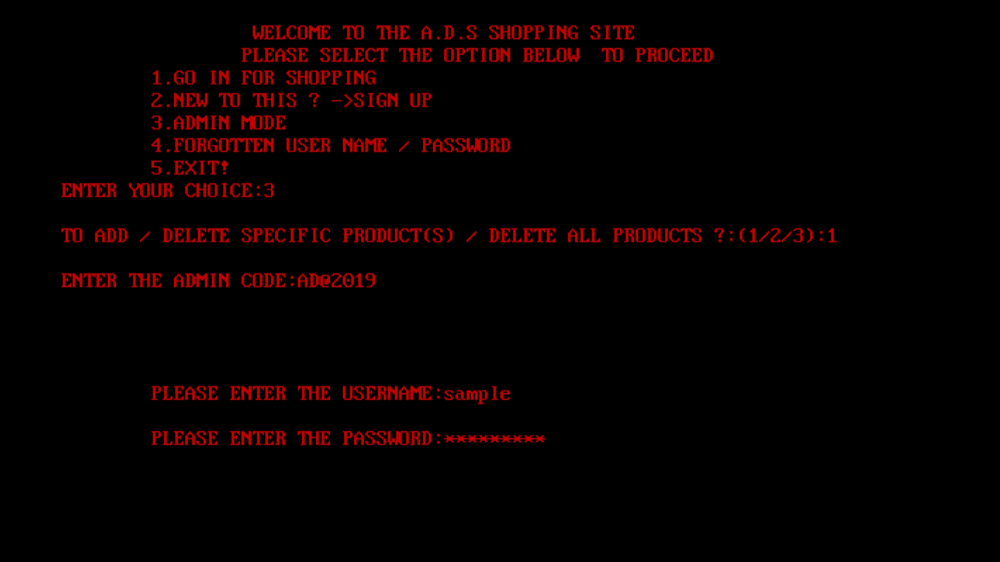 WELCOME TO THE A.D.S SHOPPING SITE
PLEASE SELECT THE OPTION BELOW  TO PROCEED
1.GO IN FOR SHOPPING
2.NEW TO THIS ? ->SIGN UP
3.ADMIN MODE
4.FORGOTTEN USER NAME / PASSWORD
5.EXIT!
ENTER YOUR CHOICE:3
TO ADD / DELETE SPECIFIC PRODUCT(S) / DELETE ALL PRODUCTS ?:(1/2/3):1
ENTER THE ADMIN CODE:AD@2019
PLEASE ENTER THE USERNAME:sample
PLEASE ENTER THE PASSWORD:*********